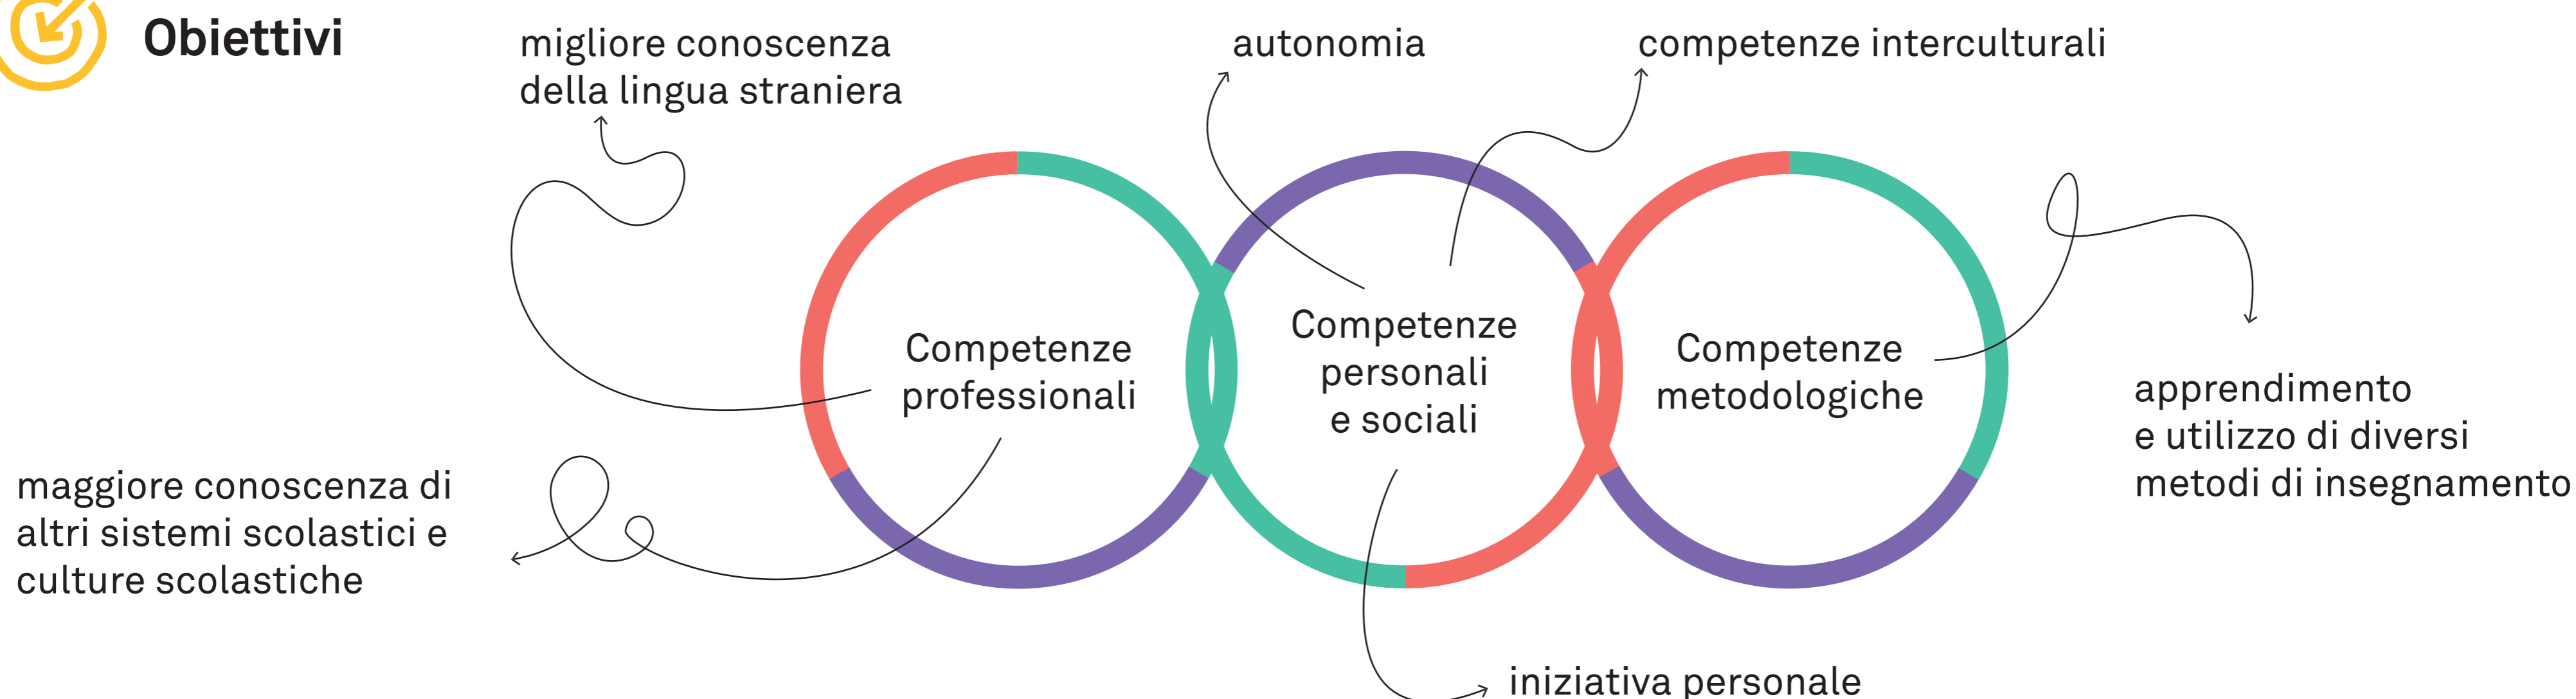 Obiettivi
migliore conoscenza
della lingua straniera
autonomia
competenze interculturali
Competenze
professionali
Competenze
personali
e sociali
Competenze
metodologiche
maggiore conoscenza di
altri sistemi scolastici e
culture scolastiche
apprendimento
e utilizzo di diversi
metodi di insegnamento
iniziativa personale